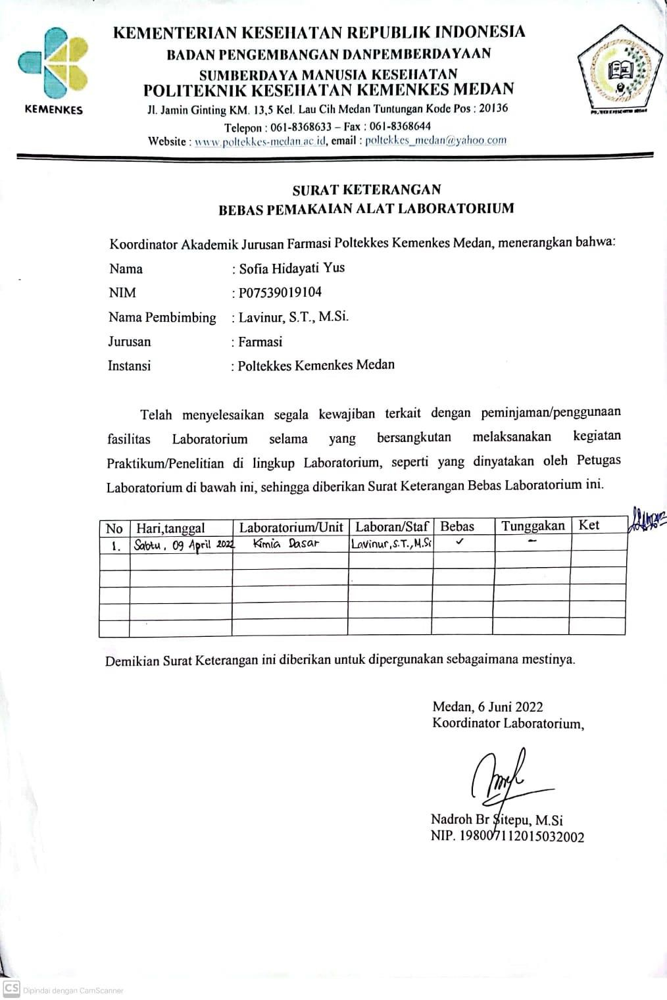 KEMENTERIAN KESEHATAN REPUBLIK INDONESIA
BADAN PENGEMBANGAN DANPEMBERDAYAAN
SUMBERDAYA MANUSIA KESEHATAN
POLITEKNIK KESEHATAN KEMENKES MEDAN
KEMENKES
Jl. Jamin Ginting KM. 13,5 Kel. Lau Cih Medan Tuntungan Kode Pos : 20136
Telepon : 061-8368633 – Fax : 061-8368644
Website : www.poltekkes-medan.ac.id, email : poltekkes_medan@yahoo.com
SURAT KETERANGAN
BEBAS PEMAKAIAN ALAT LABORATORIUM
Koordinator Akademik Jurusan Farmasi Poltekkes Kemenkes Medan, menerangkan bahwa:
Nama : Sofia Hidayati Yus
NIM : P07539019104
Nama Pembimbing : Lavinur, S.T., M.Si.
Jurusan : Farmasi
Instansi : Poltekkes Kemenkes Medan
Telah menyelesaikan segala kewajiban terkait dengan peminjaman/penggunaan
fasilitas Laboratorium selama yang bersangkutan melaksanakan kegiatan
Praktikum/Penelitian di lingkup Laboratorium, seperti yang dinyatakan oleh Petugas
Laboratorium di bawah ini, sehingga diberikan Surat Keterangan Bebas Laboratorium ini.
No Hari,tanggal Laboratorium/Unit Laboran/Staf Bebas Tunggakan Ket
1. Sabtu, 09 April 2022 Kimia Dasar Lavinur,S.T.,M.Si ✓ –
Demikian Surat Keterangan ini diberikan untuk dipergunakan sebagaimana mestinya.
Medan, 6 Juni 2022
Koordinator Laboratorium,
Nadroh Br Sitepu, M.Si
NIP. 198007112015032002
CS Dipindai dengan CamScanner